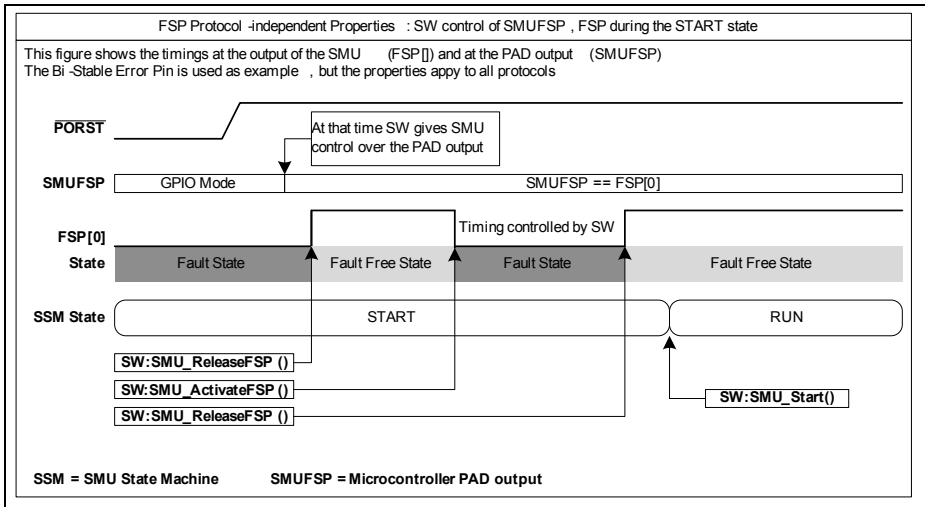 FSP Protocol -independent Properties : SW control of SMUFSP , FSP during the START state
This figure shows the timings at the output of the SMU (FSP[]) and at the PAD output (SMUFSP)
The Bi -Stable Error Pin is used as example , but the properties appy to all protocols
PORST
At that time SW gives SMU
control over the PAD output
SMUFSP
GPIO Mode
SMUFSP == FSP[0]
FSP[0]
Timing controlled by SW
State
Fault State
Fault Free State
Fault State
Fault Free State
SSM State
START
RUN
SW:SMU_ReleaseFSP ()
SW:SMU_ActivateFSP ()
SW:SMU_Start()
SW:SMU_ReleaseFSP ()
SSM = SMU State Machine
SMUFSP = Microcontroller PAD output